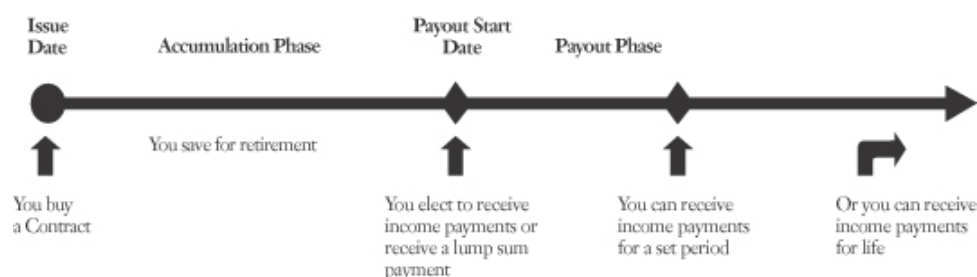 Issue
Date
Accumulation Phase
Payout Start
Date
Payout Phase
You save for retirement
You buy
a Contract
You elect to receive
income payments or
receive a lump sum
payment
You can receive
income payments
for a set period
Or you can receive
income payments
for life